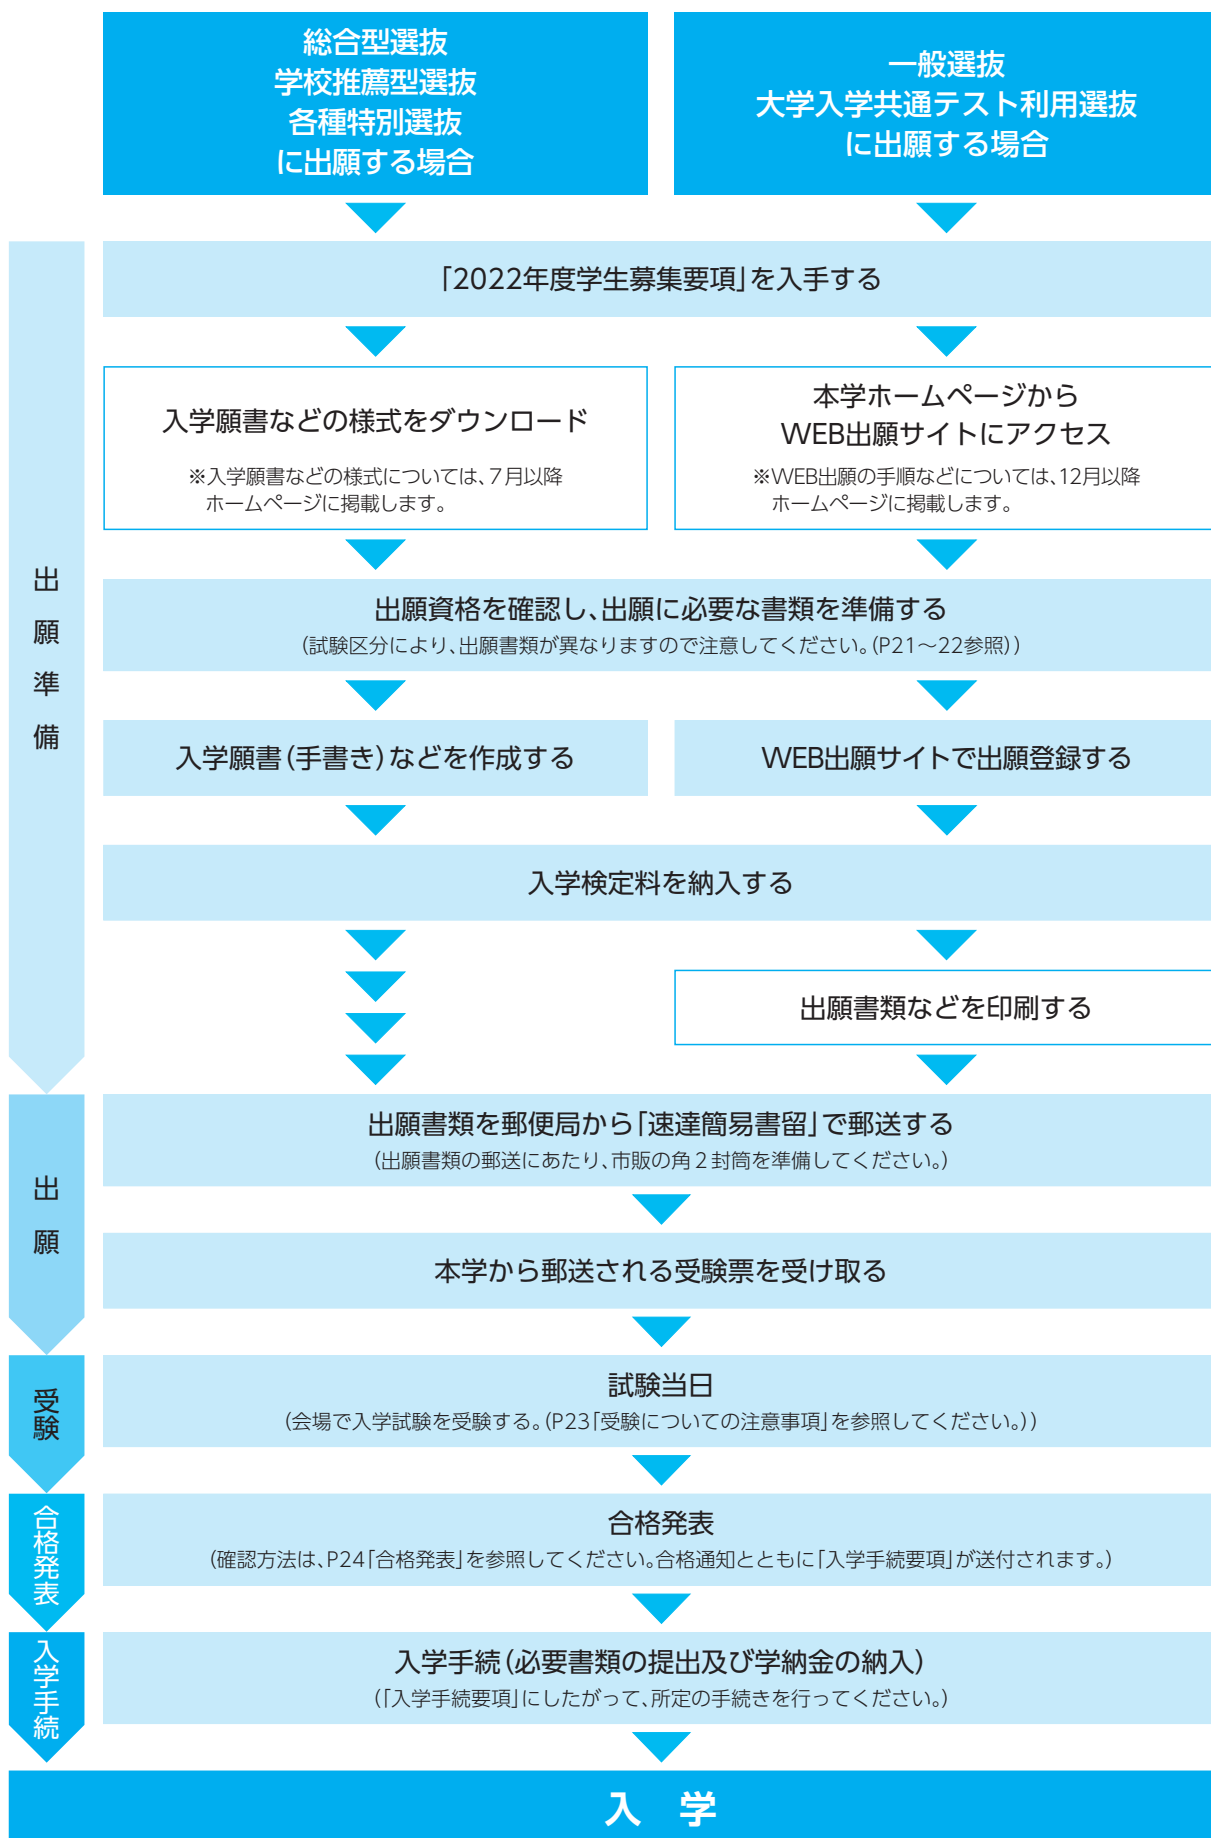 総合型選抜
学校推薦型選抜
各種特別選抜
に出願する場合
一般選抜
大学入学共通テスト利用選抜
に出願する場合
「2022年度学生募集要項」を入手する
入学願書などの様式をダウンロード
※入学願書などの様式については、7月以降
ホームページに掲載します。
本学ホームページから
WEB出願サイトにアクセス
※WEB出願の手順などについては、12月以降
ホームページに掲載します。
出願準備
出願資格を確認し、出願に必要な書類を準備する
(試験区分により、出願書類が異なりますので注意してください。(P21～22参照))
入学願書(手書き)などを作成する
WEB出願サイトで出願登録する
入学検定料を納入する
出願書類などを印刷する
出願
出願書類を郵便局から「速達簡易書留」で郵送する
(出願書類の郵送にあたり、市販の角2封筒を準備してください。)
本学から郵送される受験票を受け取る
受験
試験当日
(会場で入学試験を受験する。(P23「受験についての注意事項」を参照してください。))
合格発表
合格発表
(確認方法は、P24「合格発表」を参照してください。合格通知とともに「入学手続要項」が送付されます。)
入学手続
入学手続(必要書類の提出及び学納金の納入)
(「入学手続要項」にしたがって、所定の手続きを行ってください。)
入 学